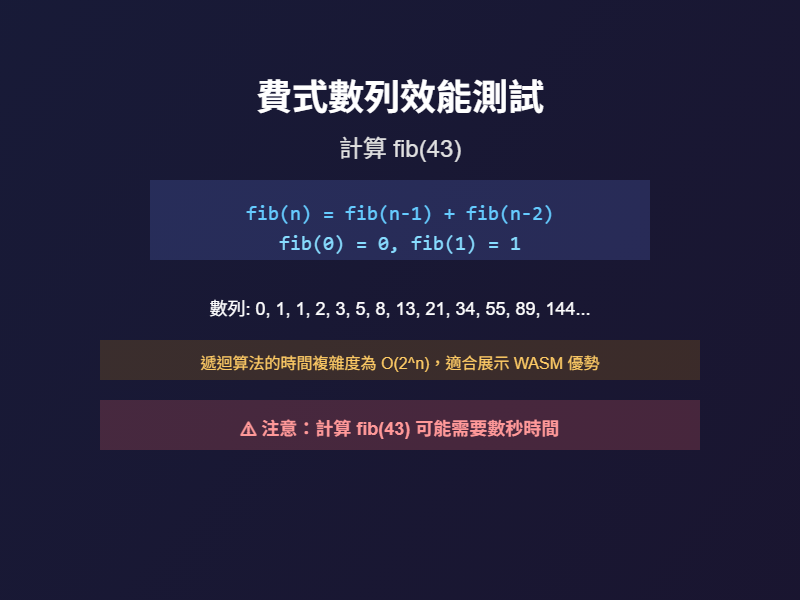 費式數列效能測試
計算 fib(43)
fib(n) = fib(n-1) + fib(n-2)
fib(0) = 0, fib(1) = 1
數列: 0, 1, 1, 2, 3, 5, 8, 13, 21, 34, 55, 89, 144...
遞迴算法的時間複雜度為 O(2^n)，適合展示 WASM 優勢
⚠ 注意：計算 fib(43) 可能需要數秒時間